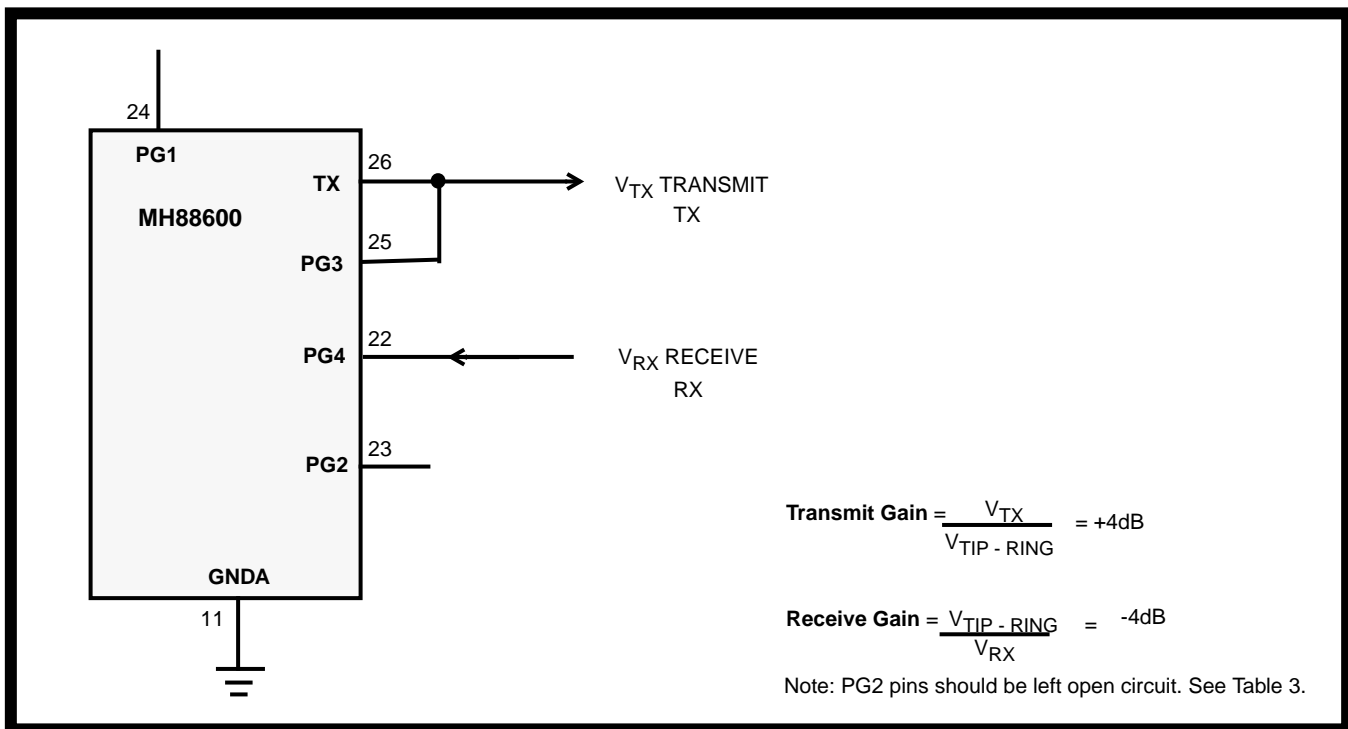 24
PG1
26
TX
V_TX TRANSMIT
TX
MH88600
25
PG3
22
PG4
V_RX RECEIVE
RX
23
PG2
Transmit Gain = V_TX / V_TIP - RING = +4dB
GNDA
11
Receive Gain = V_TIP - RING / V_RX = -4dB
Note: PG2 pins should be left open circuit. See Table 3.